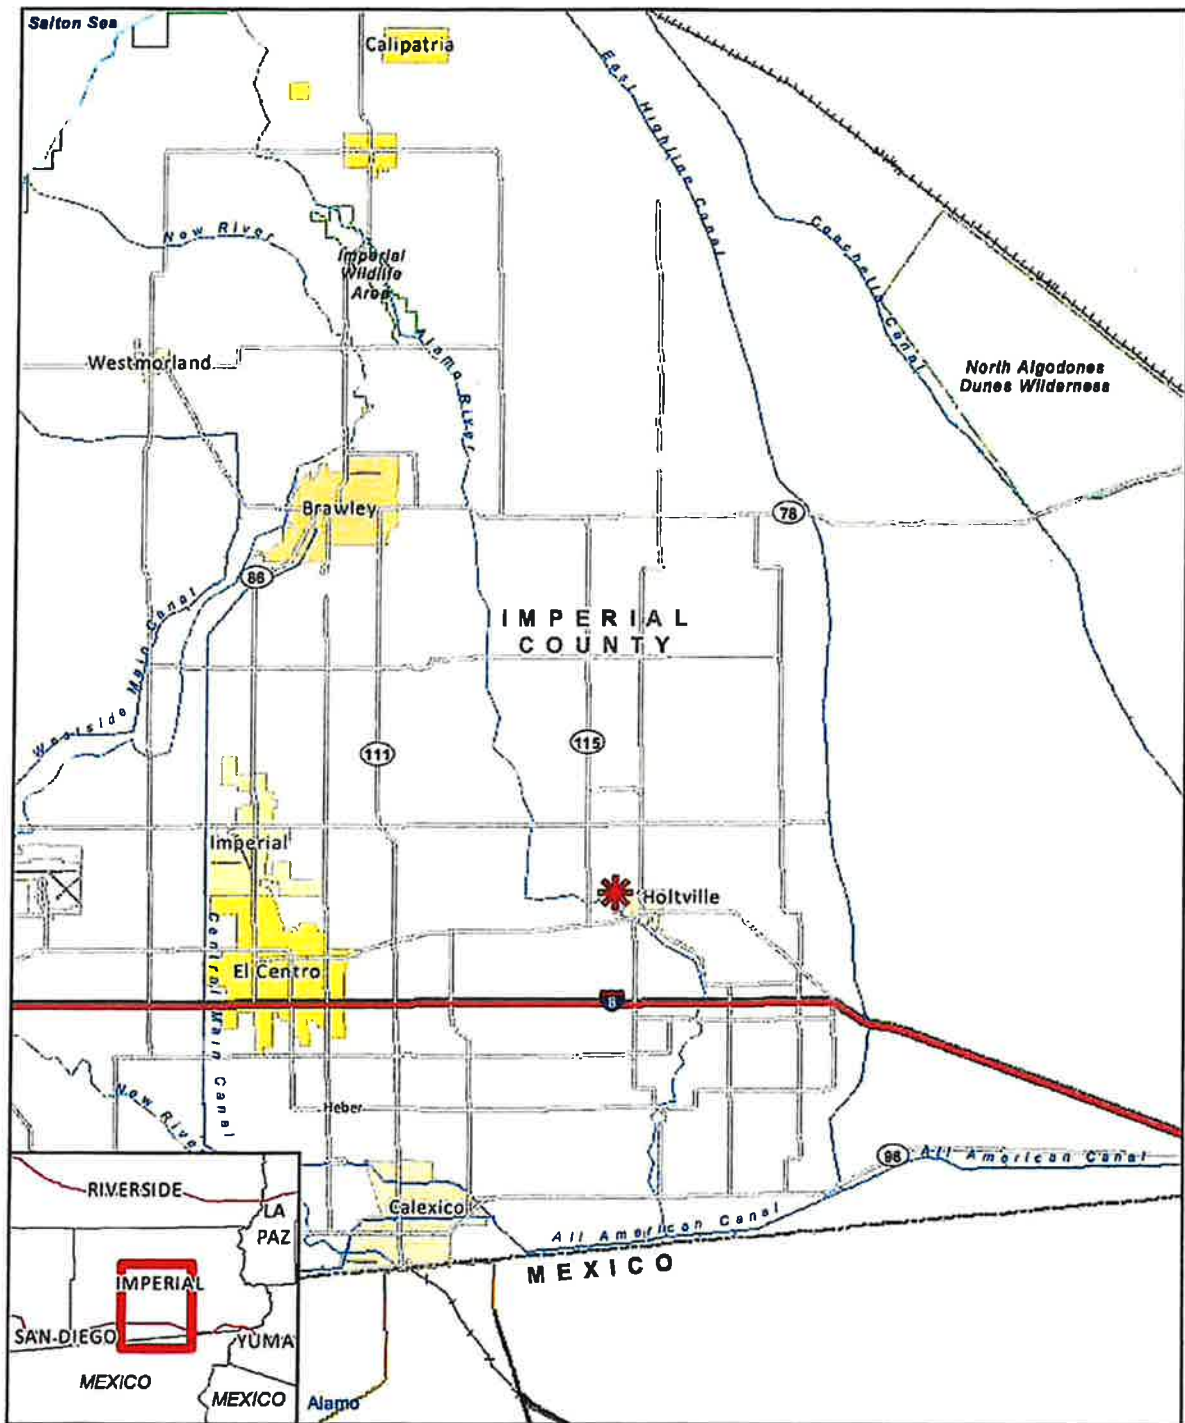 Salton Sea
Calipatria
East Highline Canal
New River
Imperial
Wildlife
Area
Coachella Canal
Alamo River
Westmorland
North Algodones
Dunes Wilderness
Brawley
78
86
IMPERIAL
COUNTY
Westside Main Canal
111
115
Imperial
Holtville
Central Main Canal
El Centro
8
New River
Heber
98
All American Canal
Calexico
All American Canal
MEXICO
RIVERSIDE
LA
PAZ
IMPERIAL
SAN DIEGO
YUMA
MEXICO
MEXICO
Alamo